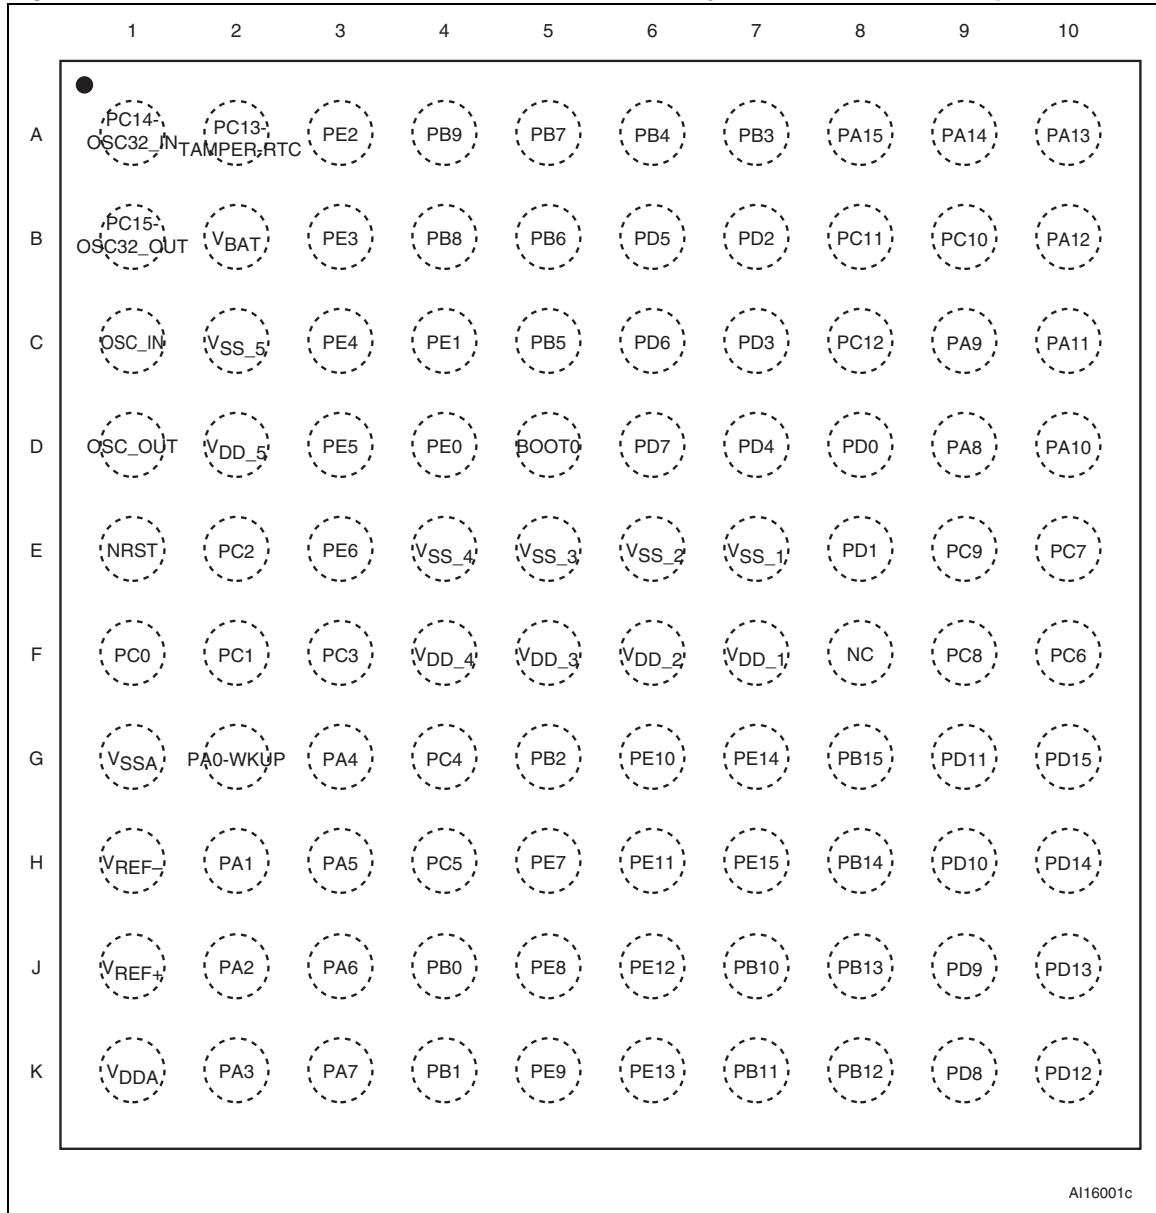 1 2 3 4 5 6 7 8 9 10
A PC14-OSC32_IN PC13-TAMPER-RTC PE2 PB9 PB7 PB4 PB3 PA15 PA14 PA13
B PC15-OSC32_OUT VBAT PE3 PB8 PB6 PD5 PD2 PC11 PC10 PA12
C OSC_IN VSS_5 PE4 PE1 PB5 PD6 PD3 PC12 PA9 PA11
D OSC_OUT VDD_5 PE5 PE0 BOOT0 PD7 PD4 PD0 PA8 PA10
E NRST PC2 PE6 VSS_4 VSS_3 VSS_2 VSS_1 PD1 PC9 PC7
F PC0 PC1 PC3 VDD_4 VDD_3 VDD_2 VDD_1 NC PC8 PC6
G VSSA PA0-WKUP PA4 PC4 PB2 PE10 PE14 PB15 PD11 PD15
H VREF– PA1 PA5 PC5 PE7 PE11 PE15 PB14 PD10 PD14
J VREF+ PA2 PA6 PB0 PE8 PE12 PB10 PB13 PD9 PD13
K VDDA PA3 PA7 PB1 PE9 PE13 PB11 PB12 PD8 PD12
AI16001c